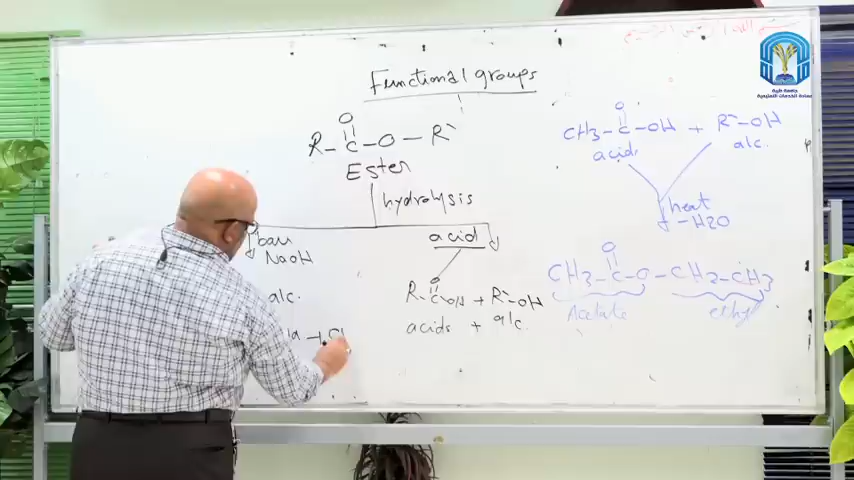 Functional groups
O
||
R-C-O-R`
Ester
hydrolysis
NaOH
alc.
acid
O
||
R-C-OH + R`-OH
acids + alc.
O
||
CH3-C-OH + R`-OH
acid alc.
heat
-H2O
O
||
CH3-C-O-CH2-CH3
Acetate ethyl